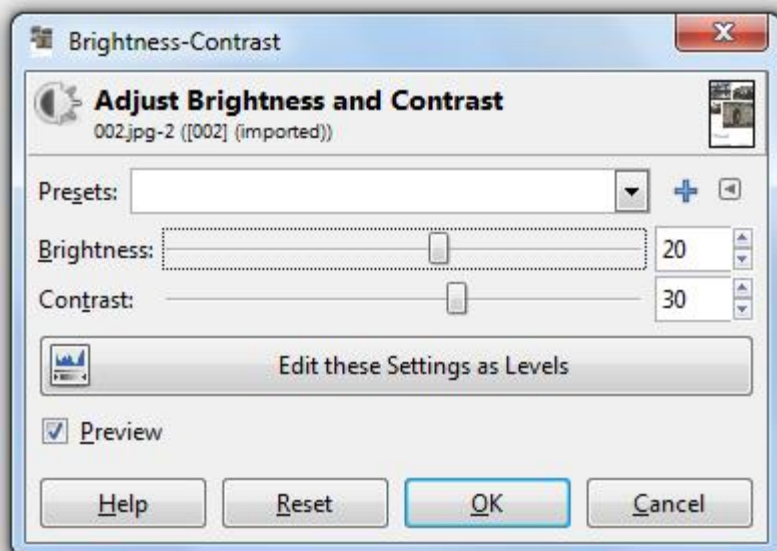 Brightness-Contrast
Adjust Brightness and Contrast
002.jpg-2 ([002] (imported))
Presets:
Brightness: 20
Contrast: 30
Edit these Settings as Levels
Preview
Help Reset OK Cancel